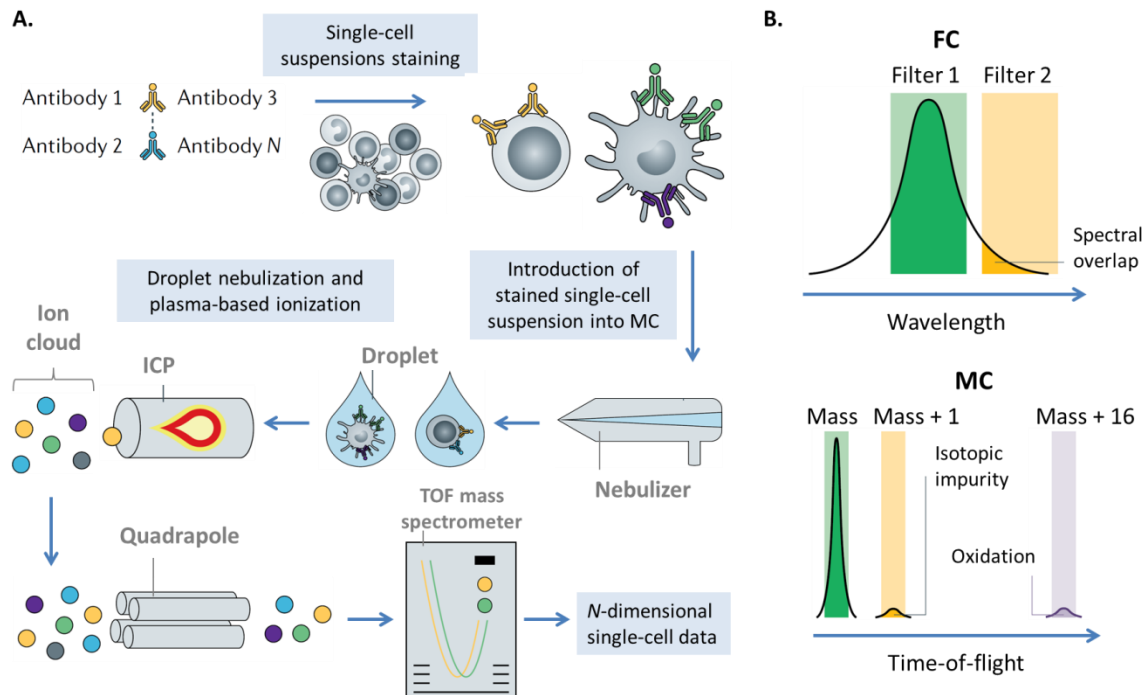 A.
Single-cell
suspensions staining
Antibody 1
Antibody 3
Antibody 2
Antibody N
Introduction of
stained single-cell
suspension into MC
Droplet nebulization and
plasma-based ionization
Ion
cloud
ICP
Droplet
Nebulizer
Quadrapole
TOF mass
spectrometer
N-dimensional
single-cell data
B.
FC
Filter 1
Filter 2
Spectral
overlap
Wavelength
MC
Mass
Mass + 1
Mass + 16
Isotopic
impurity
Oxidation
Time-of-flight